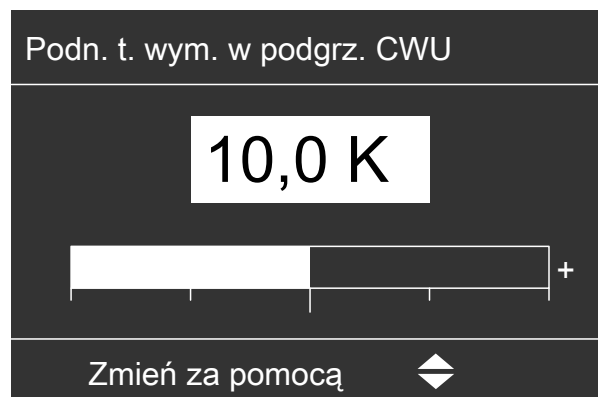 Podn. t. wym. w podgrz. CWU
10,0 K
+
Zmień za pomocą